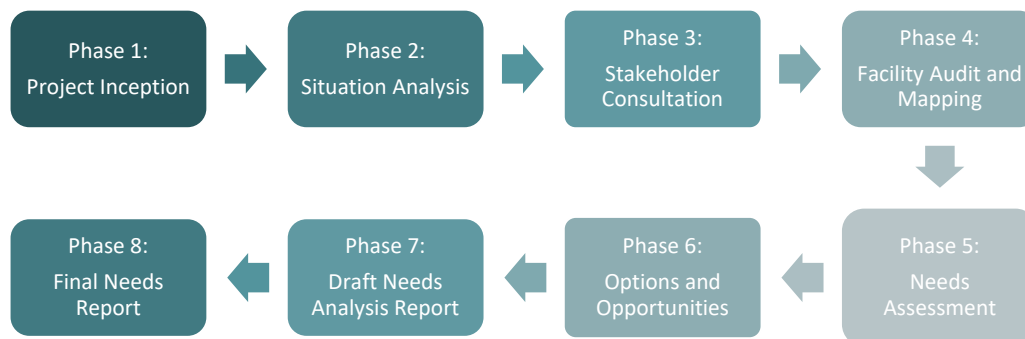 Phase 1:
Project Inception
Phase 2:
Situation Analysis
Phase 3:
Stakeholder
Consultation
Phase 4:
Facility Audit and
Mapping
Phase 5:
Needs
Assessment
Phase 6:
Options and
Opportunities
Phase 7:
Draft Needs
Analysis Report
Phase 8:
Final Needs
Report